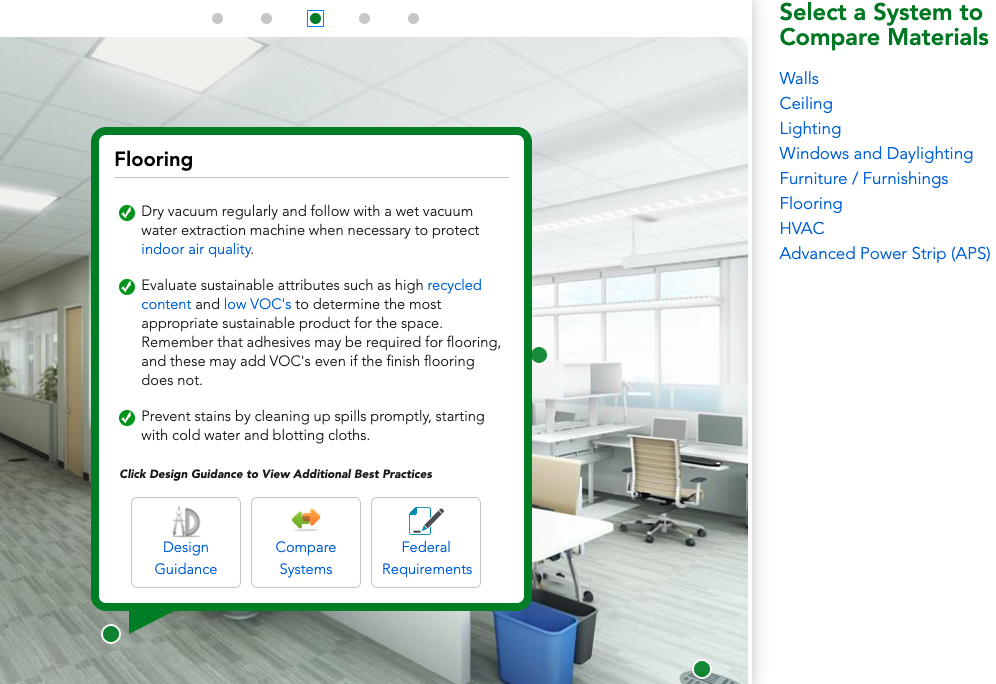 Select a System to
Compare Materials
Walls
Ceiling
Lighting
Windows and Daylighting
Furniture / Furnishings
Flooring
HVAC
Advanced Power Strip (APS)
Flooring
Dry vacuum regularly and follow with a wet vacuum
water extraction machine when necessary to protect
indoor air quality.
Evaluate sustainable attributes such as high recycled
content and low VOC's to determine the most
appropriate sustainable product for the space.
Remember that adhesives may be required for flooring,
and these may add VOC's even if the finish flooring
does not.
Prevent stains by cleaning up spills promptly, starting
with cold water and blotting cloths.
Click Design Guidance to View Additional Best Practices
Design
Guidance
Compare
Systems
Federal
Requirements